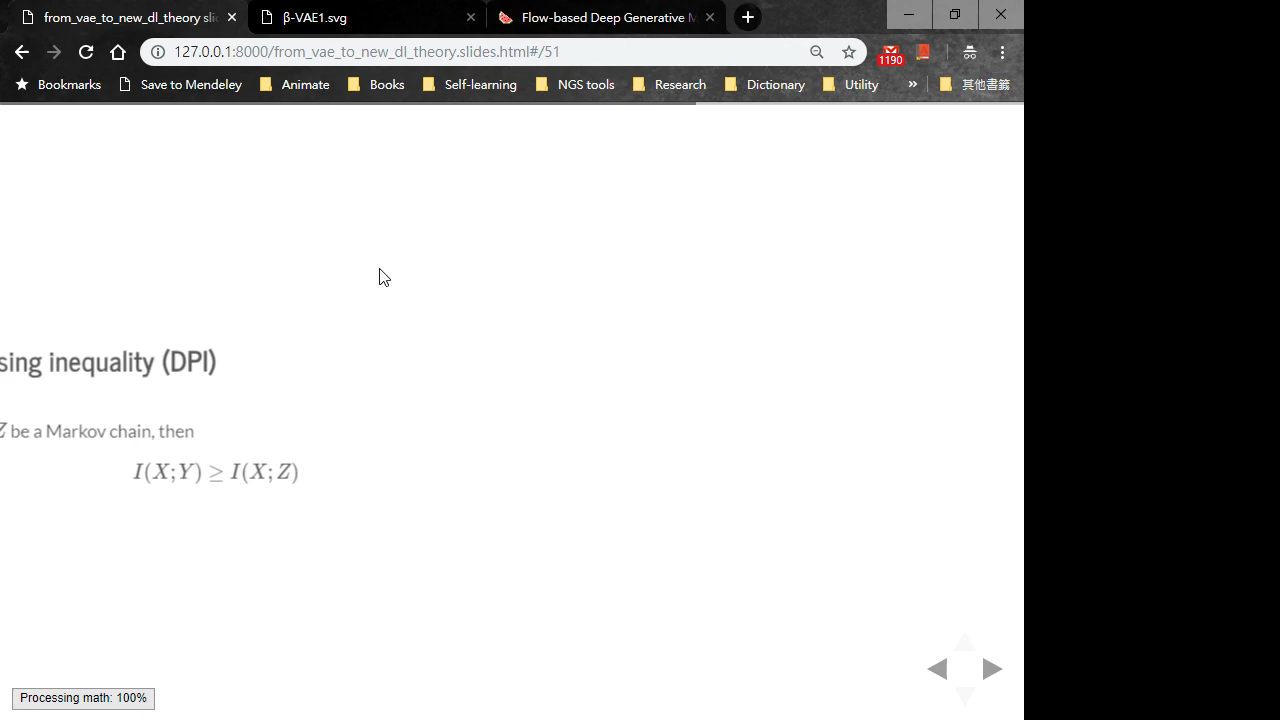 from_vae_to_new_dl_theory slid
β-VAE1.svg
Flow-based Deep Generative M
127.0.0.1:8000/from_vae_to_new_dl_theory.slides.html#/51
1190
Bookmarks Save to Mendeley Animate Books Self-learning NGS tools Research Dictionary Utility » 其他書籤
sing inequality (DPI)
Z be a Markov chain, then
I(X;Y) ≥ I(X;Z)
Processing math: 100%